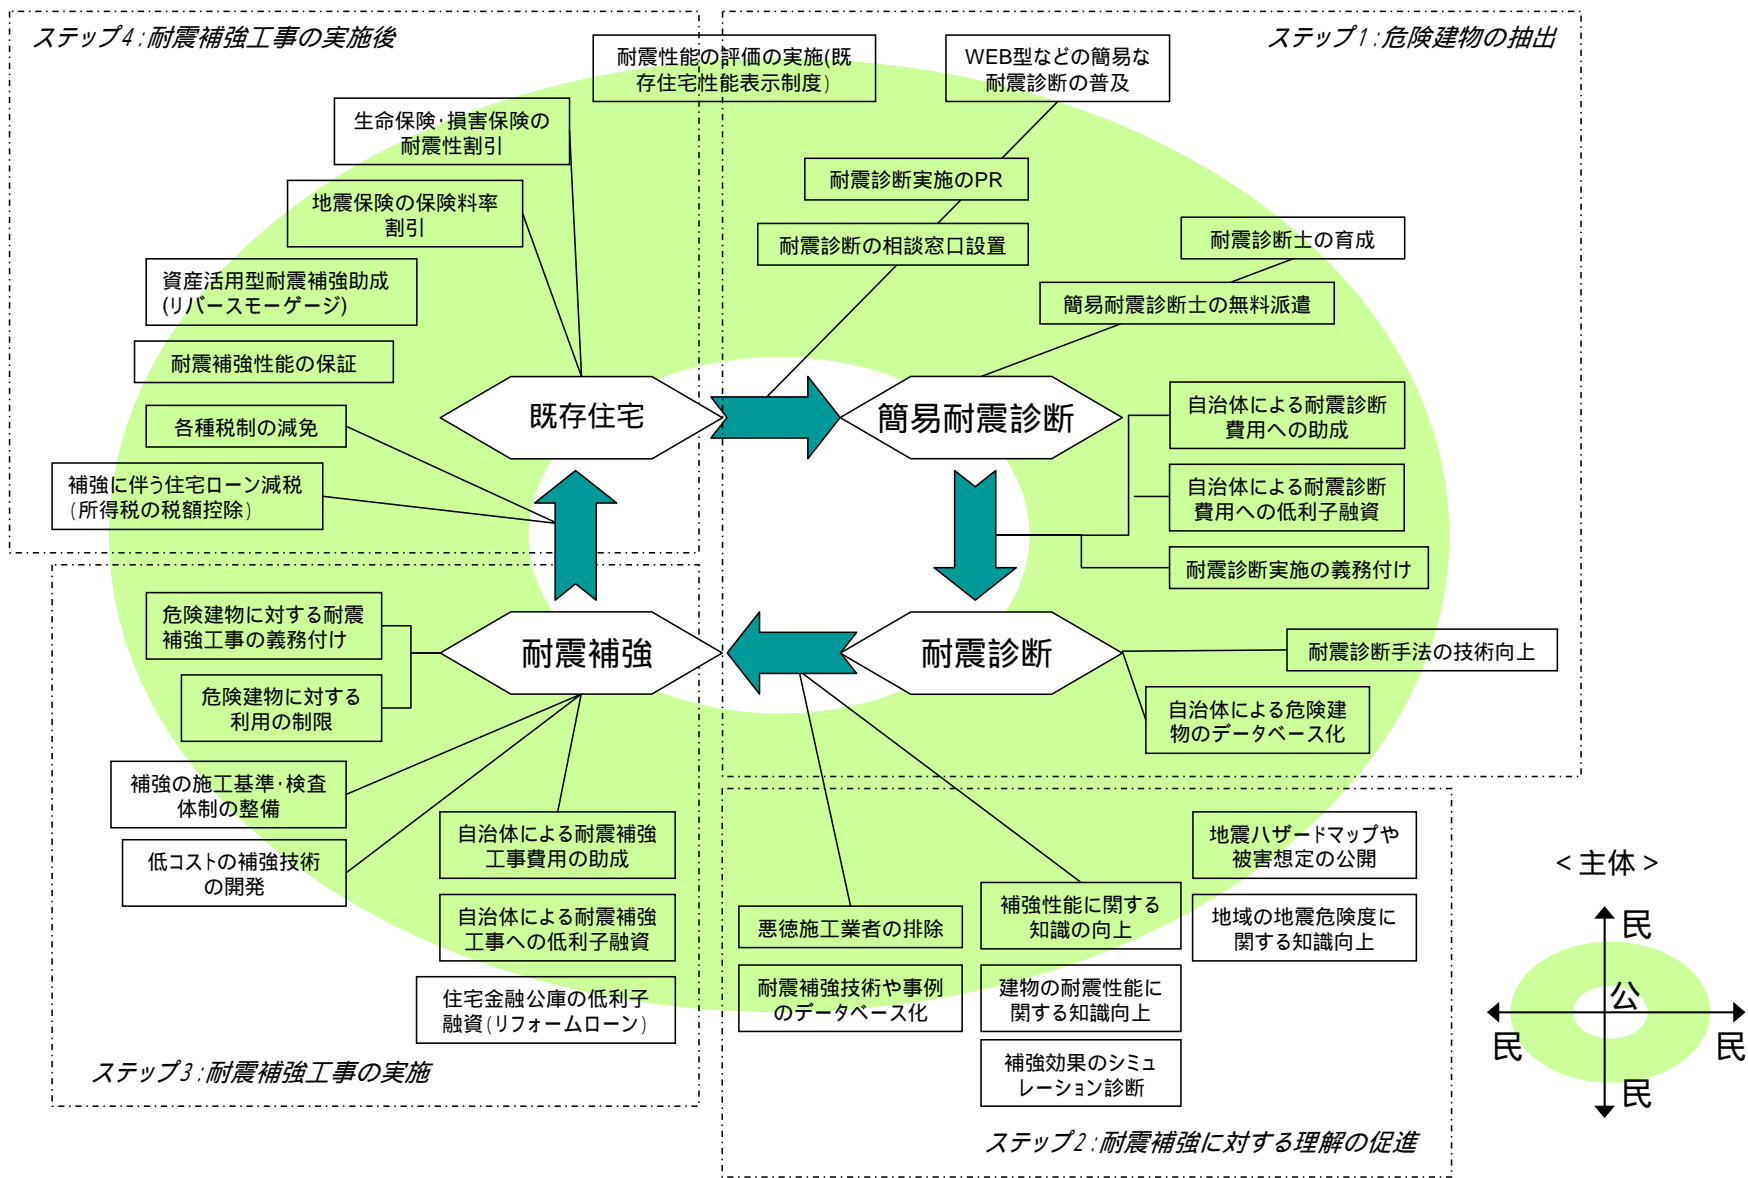 ステップ4:耐震補強工事の実施後
ステップ1:危険建物の抽出
耐震性能の評価の実施(既
存住宅性能表示制度)
WEB型などの簡易な
耐震診断の普及
生命保険・損害保険の
耐震性割引
耐震診断実施のPR
地震保険の保険料率
割引
耐震診断の相談窓口設置
耐震診断士の育成
資産活用型耐震補強助成
(リバースモーゲージ)
簡易耐震診断士の無料派遣
耐震補強性能の保証
既存住宅
簡易耐震診断
自治体による耐震診断
費用への助成
各種税制の減免
補強に伴う住宅ローン減税
(所得税の税額控除)
自治体による耐震診断
費用への低利子融資
耐震診断実施の義務付け
危険建物に対する耐震
補強工事の義務付け
耐震補強
耐震診断
耐震診断手法の技術向上
危険建物に対する
利用の制限
自治体による危険建
物のデータベース化
補強の施工基準・検査
体制の整備
低コストの補強技術
の開発
自治体による耐震補強
工事費用の助成
地震ハザードマップや
被害想定の公開
自治体による耐震補強
工事への低利子融資
悪徳施工業者の排除
補強性能に関する
知識の向上
地域の地震危険度に
関する知識向上
住宅金融公庫の低利子
融資(リフォームローン)
耐震補強技術や事例
のデータベース化
建物の耐震性能に
関する知識向上
補強効果のシミュ
レーション診断
ステップ3:耐震補強工事の実施
ステップ2:耐震補強に対する理解の促進
<主体>
民
公
民
民
民